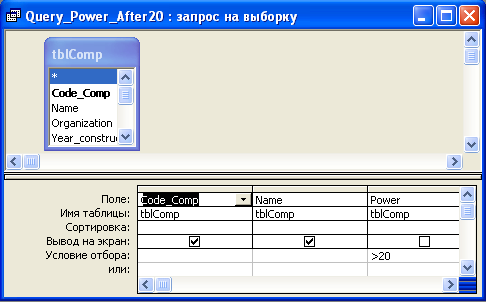 Query_Power_After20 : запрос на выборку
tblComp
*
Code_Comp
Name
Organization
Year_constru
Поле: Code_Comp Name Power
Имя таблицы: tblComp tblComp tblComp
Сортировка:
Вывод на экран:
Условие отбора: >20
или: